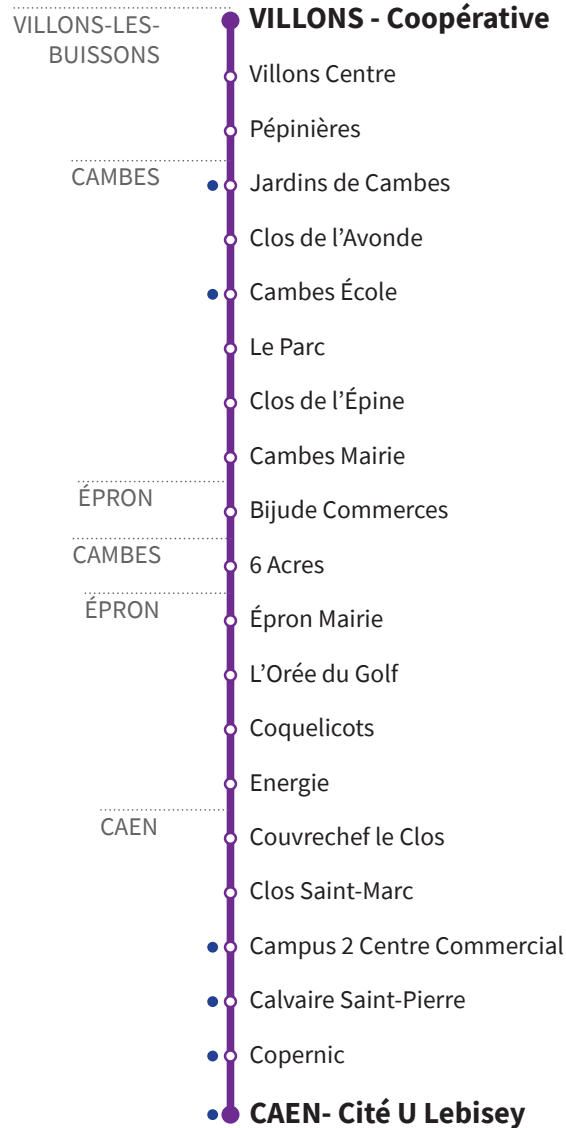 VILLONS-LES-
BUISSONS
VILLONS - Coopérative
Villons Centre
Pépinières
CAMBES
Jardins de Cambes
Clos de l’Avonde
Cambes École
Le Parc
Clos de l’Épine
Cambes Mairie
ÉPRON
Bijude Commerces
CAMBES
6 Acres
ÉPRON
Épron Mairie
L’Orée du Golf
Coquelicots
Energie
CAEN
Couvrechef le Clos
Clos Saint-Marc
Campus 2 Centre Commercial
Calvaire Saint-Pierre
Copernic
CAEN- Cité U Lebisey